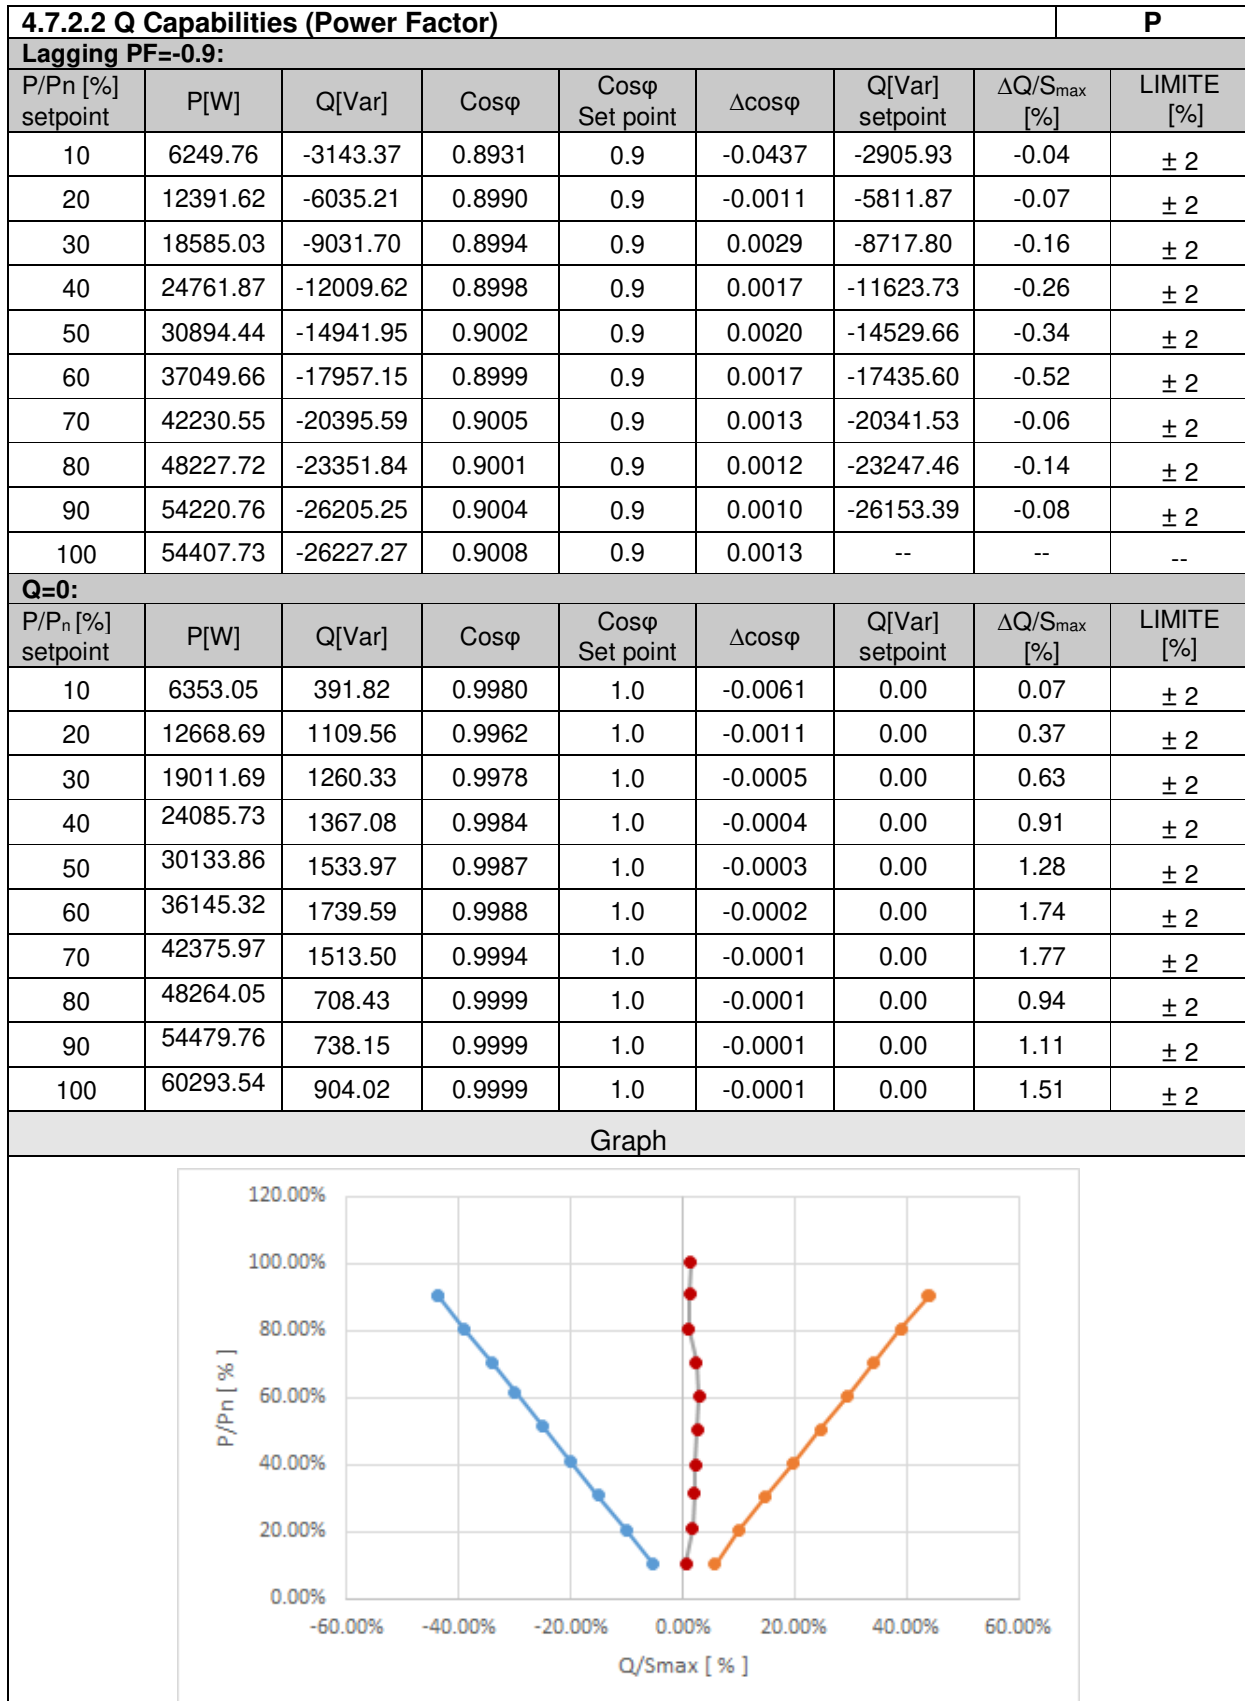 4.7.2.2 Q Capabilities (Power Factor) P
Lagging PF=-0.9:
P/Pn [%] setpoint P[W] Q[Var] Cosφ Cosφ Set point Δcosφ Q[Var] setpoint ΔQ/Smax [%] LIMITE [%]
10 6249.76 -3143.37 0.8931 0.9 -0.0437 -2905.93 -0.04 ± 2
20 12391.62 -6035.21 0.8990 0.9 -0.0011 -5811.87 -0.07 ± 2
30 18585.03 -9031.70 0.8994 0.9 0.0029 -8717.80 -0.16 ± 2
40 24761.87 -12009.62 0.8998 0.9 0.0017 -11623.73 -0.26 ± 2
50 30894.44 -14941.95 0.9002 0.9 0.0020 -14529.66 -0.34 ± 2
60 37049.66 -17957.15 0.8999 0.9 0.0017 -17435.60 -0.52 ± 2
70 42230.55 -20395.59 0.9005 0.9 0.0013 -20341.53 -0.06 ± 2
80 48227.72 -23351.84 0.9001 0.9 0.0012 -23247.46 -0.14 ± 2
90 54220.76 -26205.25 0.9004 0.9 0.0010 -26153.39 -0.08 ± 2
100 54407.73 -26227.27 0.9008 0.9 0.0013 -- -- --
Q=0:
P/Pn [%] setpoint P[W] Q[Var] Cosφ Cosφ Set point Δcosφ Q[Var] setpoint ΔQ/Smax [%] LIMITE [%]
10 6353.05 391.82 0.9980 1.0 -0.0061 0.00 0.07 ± 2
20 12668.69 1109.56 0.9962 1.0 -0.0011 0.00 0.37 ± 2
30 19011.69 1260.33 0.9978 1.0 -0.0005 0.00 0.63 ± 2
40 24085.73 1367.08 0.9984 1.0 -0.0004 0.00 0.91 ± 2
50 30133.86 1533.97 0.9987 1.0 -0.0003 0.00 1.28 ± 2
60 36145.32 1739.59 0.9988 1.0 -0.0002 0.00 1.74 ± 2
70 42375.97 1513.50 0.9994 1.0 -0.0001 0.00 1.77 ± 2
80 48264.05 708.43 0.9999 1.0 -0.0001 0.00 0.94 ± 2
90 54479.76 738.15 0.9999 1.0 -0.0001 0.00 1.11 ± 2
100 60293.54 904.02 0.9999 1.0 -0.0001 0.00 1.51 ± 2
Graph
120.00%
100.00%
80.00%
60.00%
40.00%
20.00%
0.00%
P/Pn [ % ]
-60.00% -40.00% -20.00% 0.00% 20.00% 40.00% 60.00%
Q/Smax [ % ]